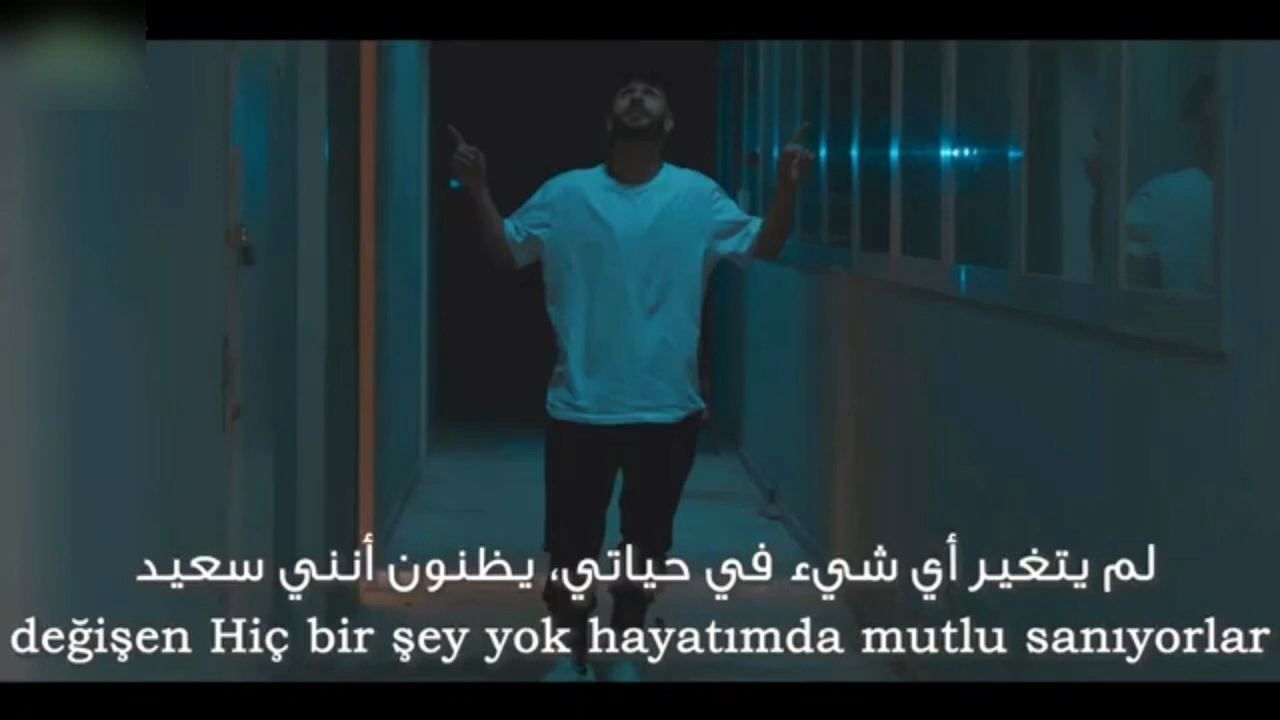 لم يتغير أي شيء في حياتي، يظنون أنني سعيد
değişen Hiç bir şey yok hayatımda mutlu sanıyorlar